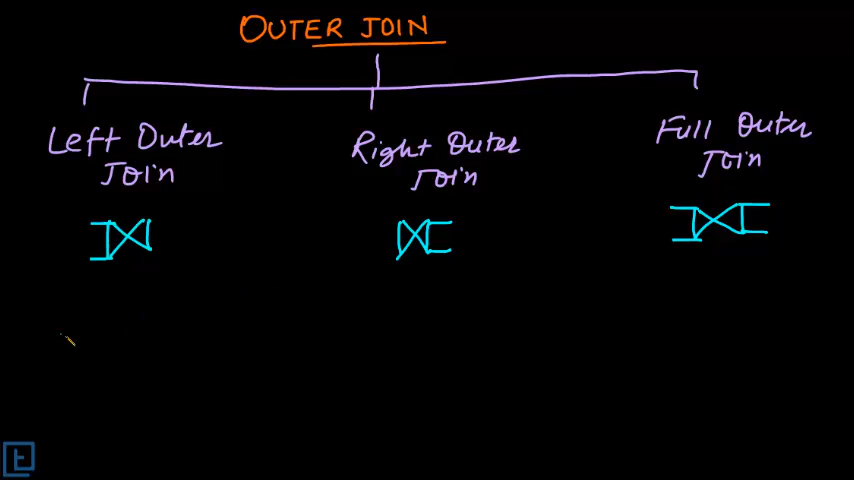 OUTER JOIN
Left Outer
Join
Right Outer
Join
Full Outer
Join
⟕
⟖
⟗